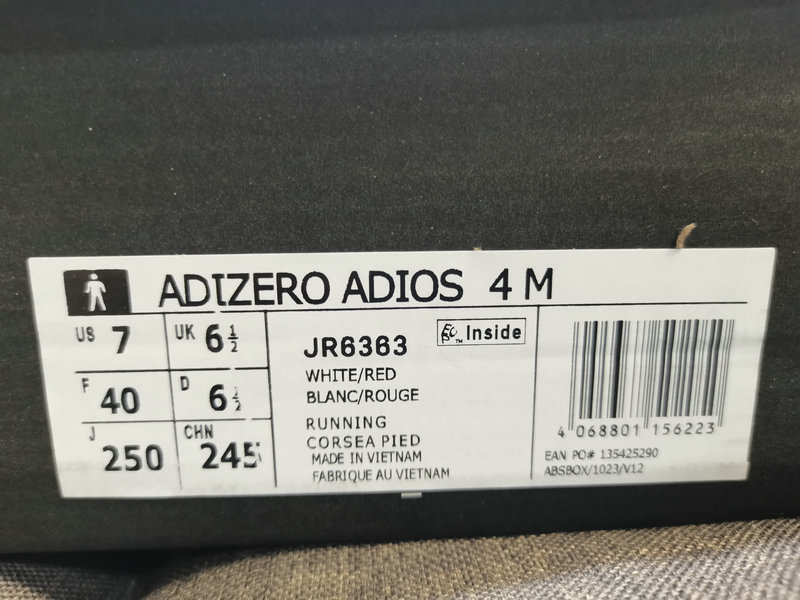 ADIZERO ADIOS 4 M
US 7 UK 6 1/2
F 40 D 6 1/2
J 250 CHN 245
JR6363
Inside
WHITE/RED
BLANC/ROUGE
RUNNING
CORSEA PIED
MADE IN VIETNAM
FABRIQUE AU VIETNAM
4 068801 156223
EAN PO# 135425290
ABSBOX/1023/V12